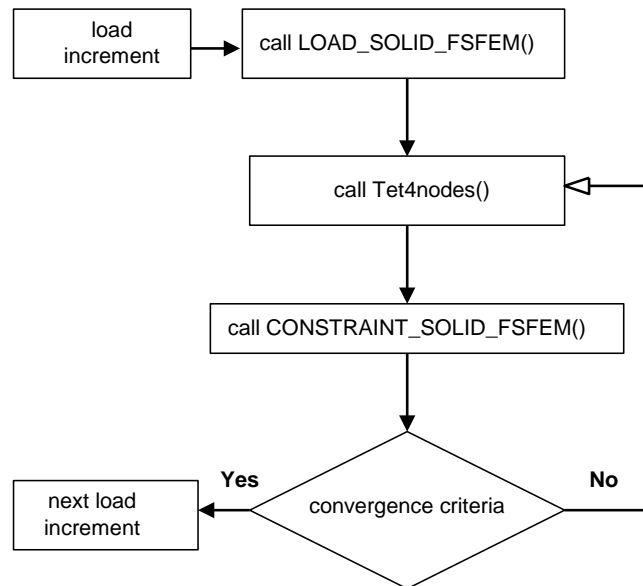 load
increment
call LOAD_SOLID_FSFEM()
call Tet4nodes()
call CONSTRAINT_SOLID_FSFEM()
Yes
No
convergence criteria
next load
increment